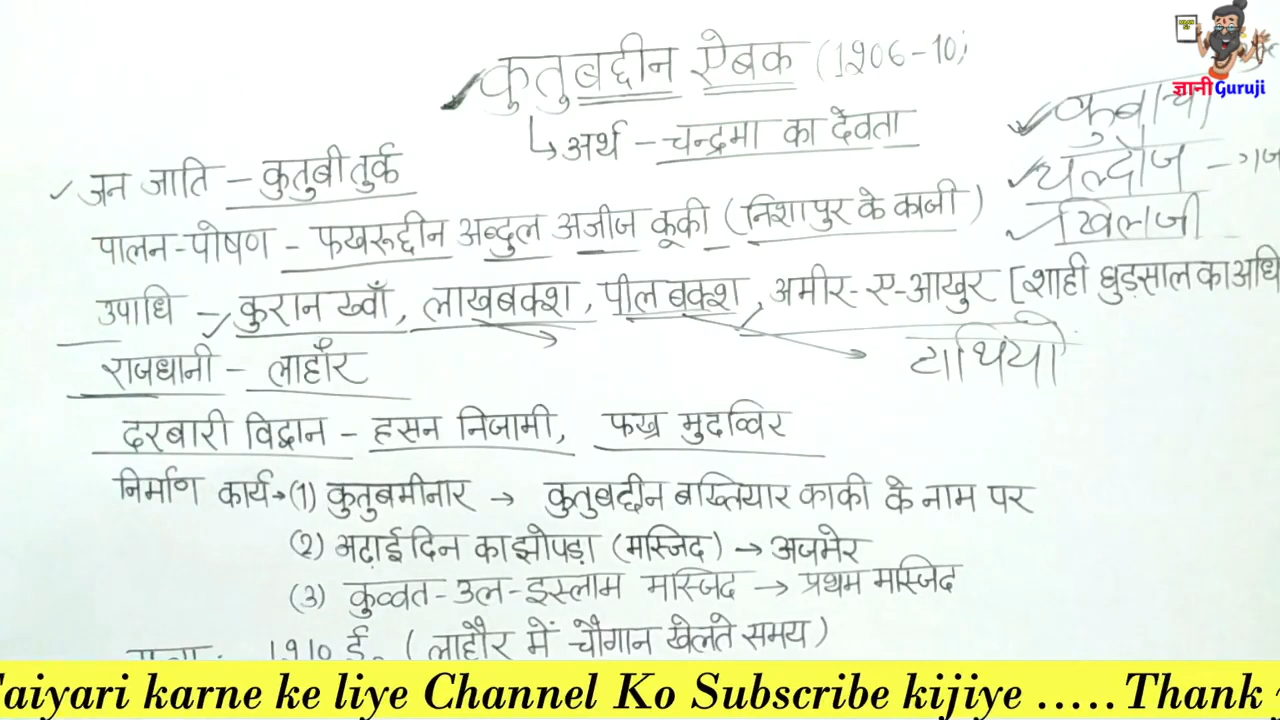 कुतुबद्दीन ऐबक (1206-10)
ज्ञानी Guruji
↳ अर्थ - चन्द्रमा का देवता
कुबाचा
✓ जन जाति - कुतुबी तुर्क
यल्दौज -
पालन-पोषण - फखरुद्दीन अब्दुल अजीज कूकी (निशापुर के काजी)
खिलजी
उपाधि - कुरान ख्वाँ, लाखबक्श, पील बक्श, अमीर-ए-आखुर [शाही घुड़साल का अधि
राजधानी - लाहौर
दरबारी विद्वान - हसन निजामी, फख्र मुदव्विर
निर्माण कार्य → (1) कुतुबमीनार → कुतुबद्दीन बख्तियार काकी के नाम पर
(2) अढ़ाई दिन का झोपड़ा (मस्जिद) → अजमेर
(3) कुव्वत-उल-इस्लाम मस्जिद → प्रथम मस्जिद
1210 ई. (लाहौर में चौगान खेलते समय)
Taiyari karne ke liye Channel Ko Subscribe kijiye .....Thank